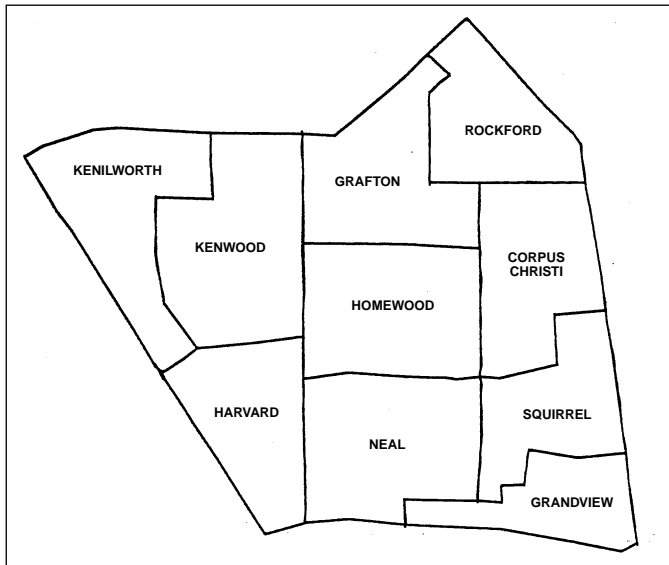 ROCKFORD
KENILWORTH
GRAFTON
KENWOOD
CORPUS
CHRISTI
HOMEWOOD
HARVARD
SQUIRREL
NEAL
GRANDVIEW